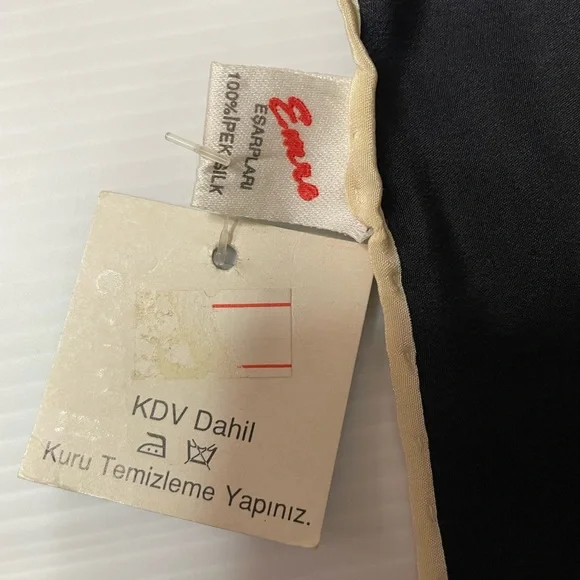 Emre
EŞARPLARI
100% İPEK SILK
KDV Dahil
Kuru Temizleme Yapınız.